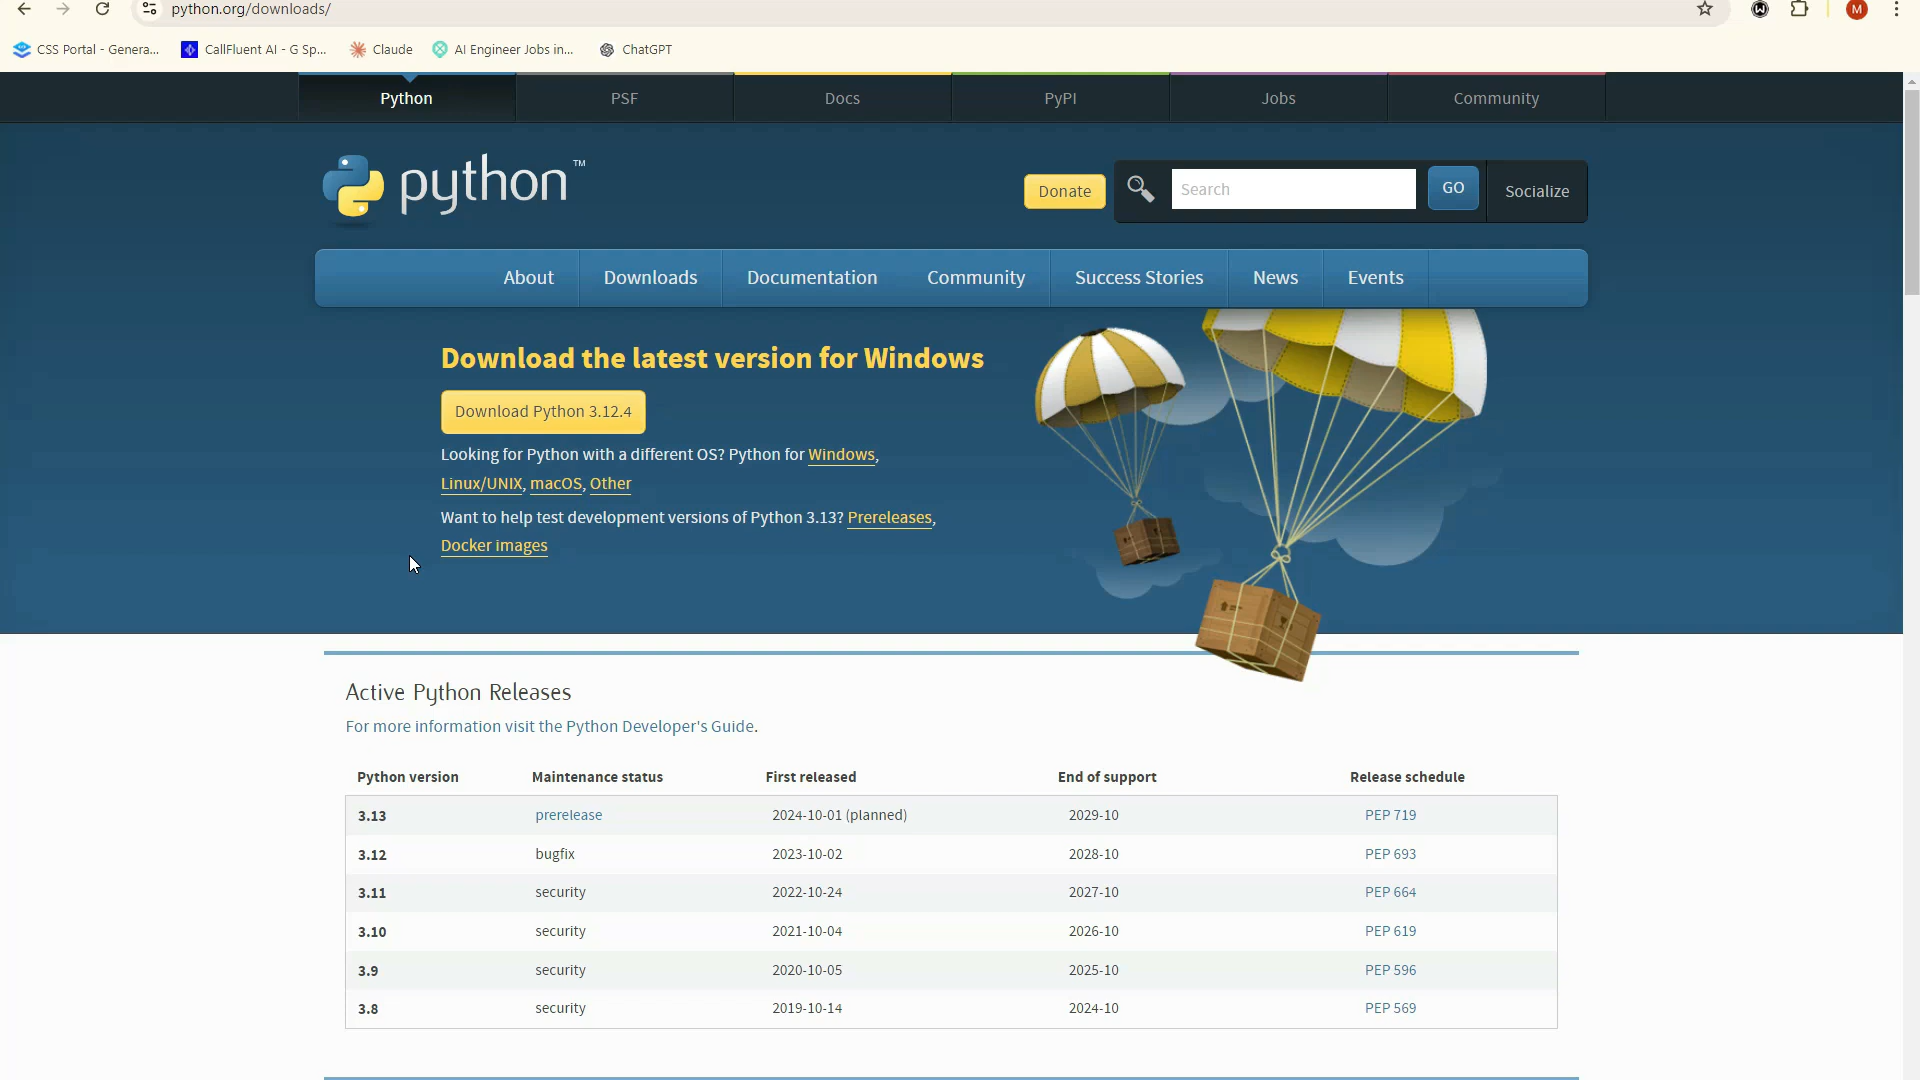 python.org/downloads/
M
CSS Portal - Genera... CallFluent AI - G Sp... Claude AI Engineer Jobs in... ChatGPT
Python PSF Docs PyPI Jobs Community
python™
Donate Search GO Socialize
About Downloads Documentation Community Success Stories News Events
Download the latest version for Windows
Download Python 3.12.4
Looking for Python with a different OS? Python for Windows,
Linux/UNIX, macOS, Other
Want to help test development versions of Python 3.13? Prereleases,
Docker images
Active Python Releases
For more information visit the Python Developer's Guide.
Python version Maintenance status First released End of support Release schedule
3.13 prerelease 2024-10-01 (planned) 2029-10 PEP 719
3.12 bugfix 2023-10-02 2028-10 PEP 693
3.11 security 2022-10-24 2027-10 PEP 664
3.10 security 2021-10-04 2026-10 PEP 619
3.9 security 2020-10-05 2025-10 PEP 596
3.8 security 2019-10-14 2024-10 PEP 569